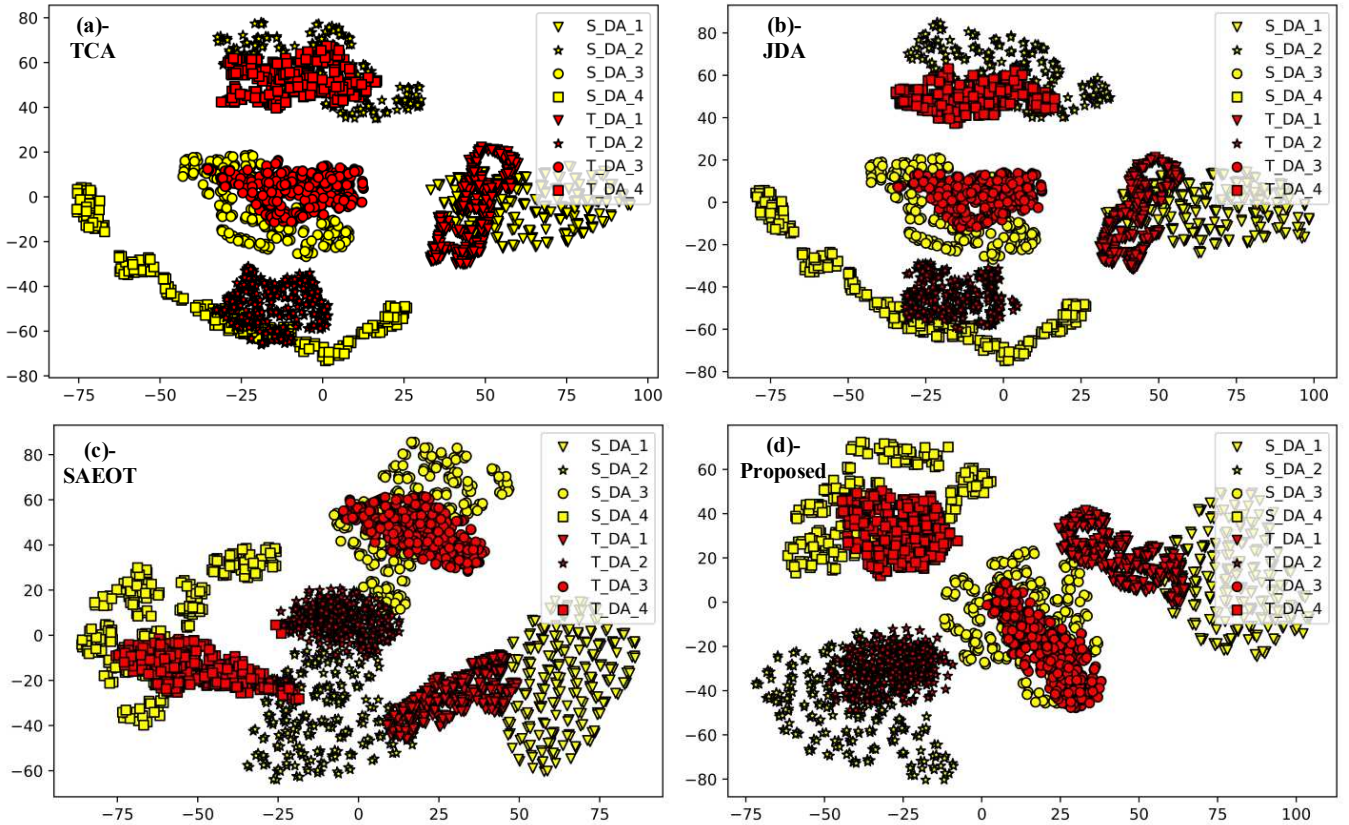 (a)-
TCA
S_DA_1
S_DA_2
S_DA_3
S_DA_4
T_DA_1
T_DA_2
T_DA_3
T_DA_4
80
60
40
20
0
−20
−40
−60
−80
−75
−50
−25
0
25
50
75
100
(b)-
JDA
S_DA_1
S_DA_2
S_DA_3
S_DA_4
T_DA_1
T_DA_2
T_DA_3
T_DA_4
80
60
40
20
0
−20
−40
−60
−80
−75
−50
−25
0
25
50
75
100
(c)-
SAEOT
S_DA_1
S_DA_2
S_DA_3
S_DA_4
T_DA_1
T_DA_2
T_DA_3
T_DA_4
80
60
40
20
0
−20
−40
−60
−75
−50
−25
0
25
50
75
(d)-
Proposed
S_DA_1
S_DA_2
S_DA_3
S_DA_4
T_DA_1
T_DA_2
T_DA_3
T_DA_4
60
40
20
0
−20
−40
−60
−80
−75
−50
−25
0
25
50
75
100